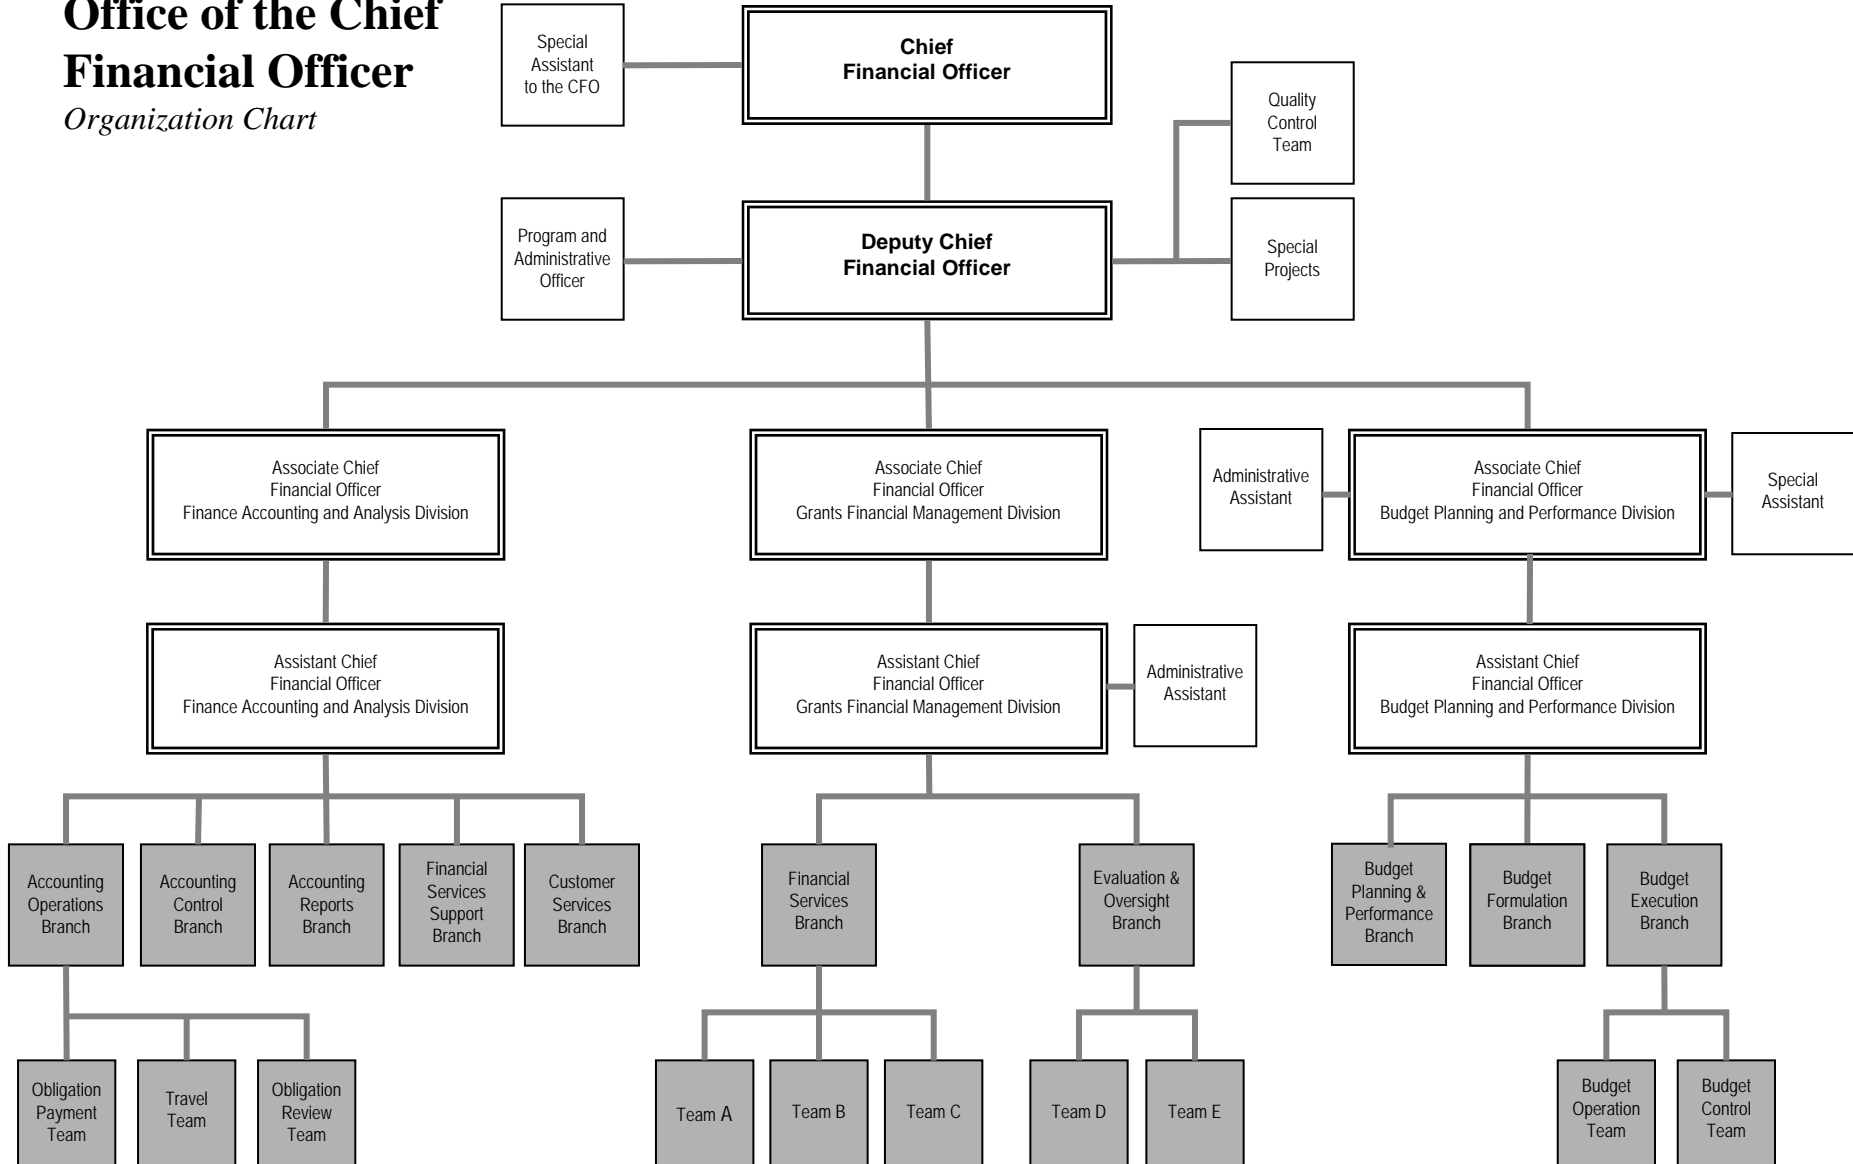 Office of the Chief
Financial Officer
Organization Chart
Special
Assistant
to the CFO
Chief
Financial Officer
Quality
Control
Team
Program and
Administrative
Officer
Deputy Chief
Financial Officer
Special
Projects
Associate Chief
Financial Officer
Finance Accounting and Analysis Division
Associate Chief
Financial Officer
Grants Financial Management Division
Administrative
Assistant
Associate Chief
Financial Officer
Budget Planning and Performance Division
Special
Assistant
Assistant Chief
Financial Officer
Finance Accounting and Analysis Division
Assistant Chief
Financial Officer
Grants Financial Management Division
Administrative
Assistant
Assistant Chief
Financial Officer
Budget Planning and Performance Division
Accounting
Operations
Branch
Accounting
Control
Branch
Accounting
Reports
Branch
Financial
Services
Support
Branch
Customer
Services
Branch
Financial
Services
Branch
Evaluation &
Oversight
Branch
Budget
Planning &
Performance
Branch
Budget
Formulation
Branch
Budget
Execution
Branch
Obligation
Payment
Team
Travel
Team
Obligation
Review
Team
Team A
Team B
Team C
Team D
Team E
Budget
Operation
Team
Budget
Control
Team